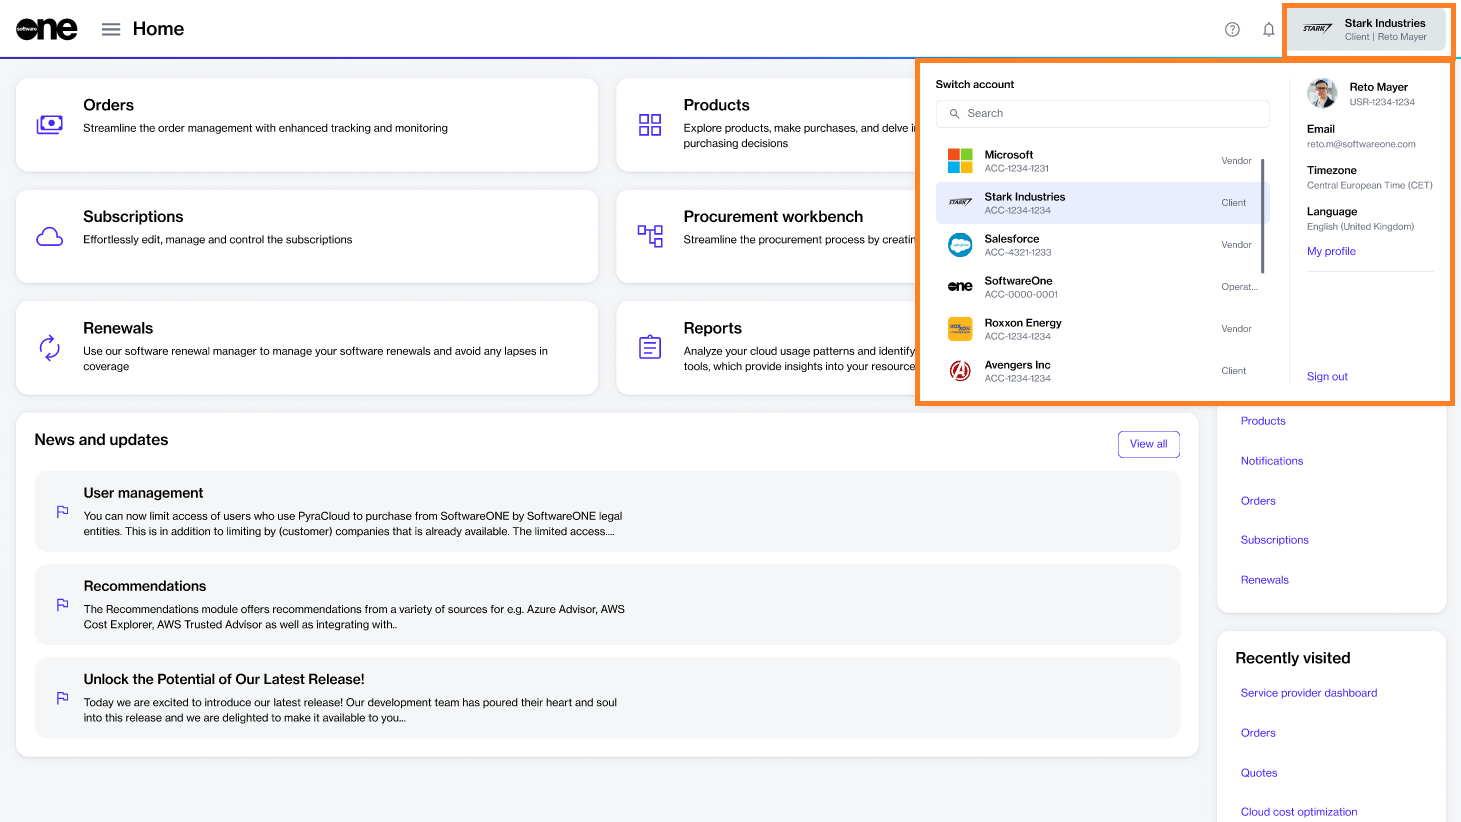 software one
Home
Stark Industries
Client | Reto Mayer
Orders
Streamline the order management with enhanced tracking and monitoring
Products
Explore products, make purchases, and delve i
purchasing decisions
Subscriptions
Effortlessly edit, manage and control the subscriptions
Procurement workbench
Streamline the procurement process by creatin
Renewals
Use our software renewal manager to manage your software renewals and avoid any lapses in
coverage
Reports
Analyze your cloud usage patterns and identify
tools, which provide insights into your resource
Switch account
Search
Microsoft
ACC-1234-1231
Vendor
STARK
Stark Industries
ACC-1234-1234
Client
Salesforce
ACC-4321-1233
Vendor
one
SoftwareOne
ACC-0000-0001
Operat...
ROXXON
Roxxon Energy
ACC-1234-1234
Vendor
Avengers Inc
ACC-1234-1234
Client
Reto Mayer
USR-1234-1234
Email
reto.m@softwareone.com
Timezone
Central European Time (CET)
Language
English (United Kingdom)
My profile
Sign out
News and updates
View all
User management
You can now limit access of users who use PyraCloud to purchase from SoftwareONE by SoftwareONE legal
entities. This is in addition to limiting by (customer) companies that is already available. The limited access....
Recommendations
The Recommendations module offers recommendations from a variety of sources for e.g. Azure Advisor, AWS
Cost Explorer, AWS Trusted Advisor as well as integrating with..
Unlock the Potential of Our Latest Release!
Today we are excited to introduce our latest release! Our development team has poured their heart and soul
into this release and we are delighted to make it available to you...
Products
Notifications
Orders
Subscriptions
Renewals
Recently visited
Service provider dashboard
Orders
Quotes
Cloud cost optimization